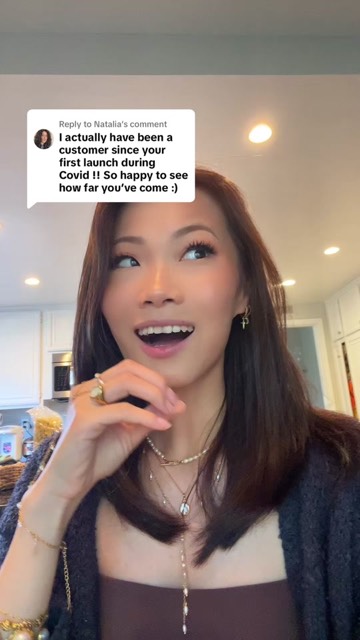 Reply to Natalia's comment
I actually have been a
customer since your
first launch during
Covid !! So happy to see
how far you've come :)